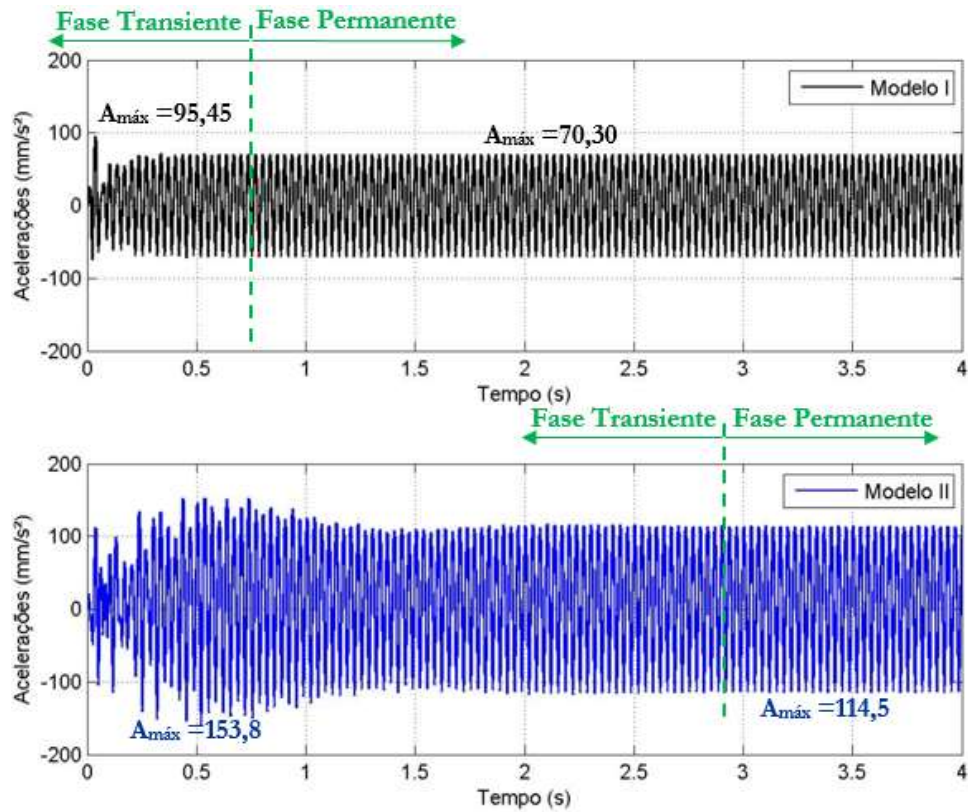 Fase Transiente Fase Permanente
200
100
0
-100
-200
Acelerações (mm/s²)
Amáx =95,45
Amáx =70,30
Modelo I
0 0.5 1 1.5 2 2.5 3 3.5 4
Tempo (s)
Fase Transiente Fase Permanente
200
100
0
-100
-200
Acelerações (mm/s²)
Modelo II
Amáx =153,8
Amáx =114,5
0 0.5 1 1.5 2 2.5 3 3.5 4
Tempo (s)